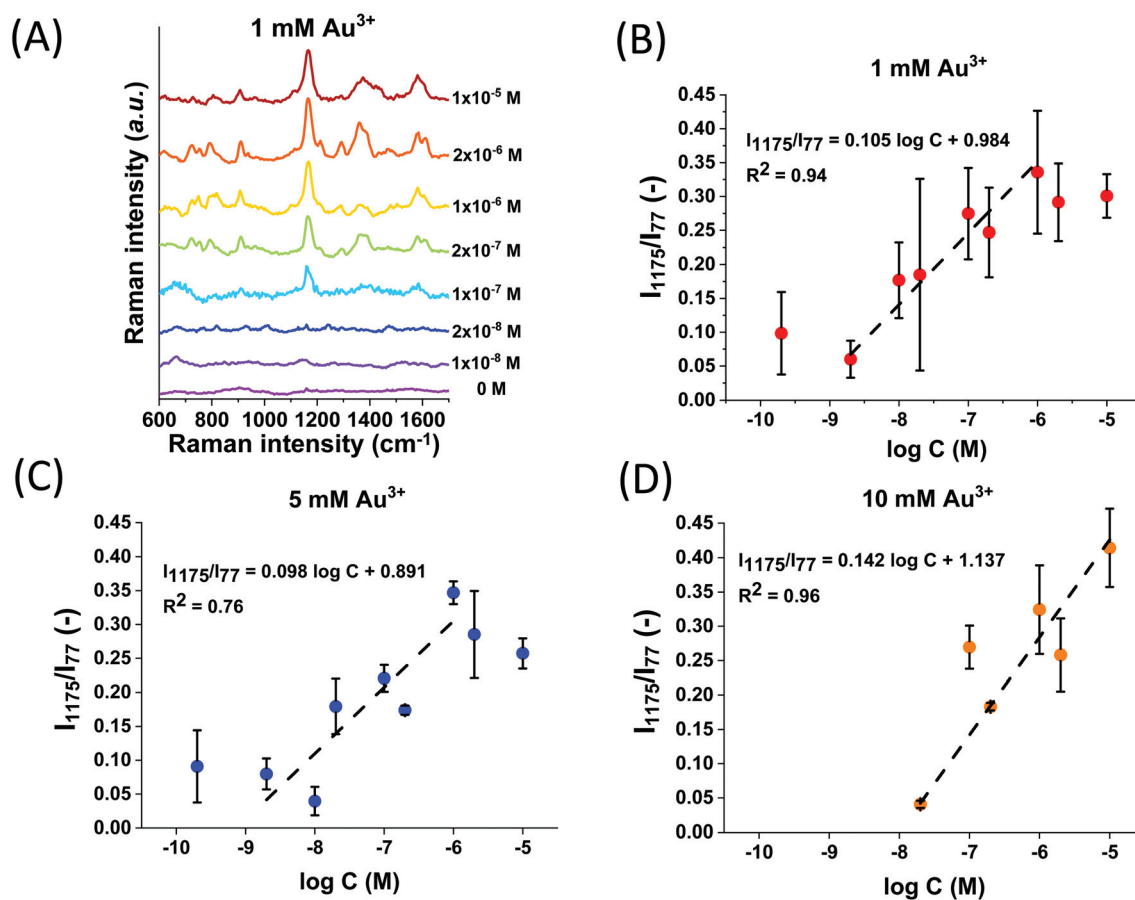 (A)
1 mM Au³⁺
Raman intensity (a.u.)
1x10⁻⁵ M
2x10⁻⁶ M
1x10⁻⁶ M
2x10⁻⁷ M
1x10⁻⁷ M
2x10⁻⁸ M
1x10⁻⁸ M
0 M
600 800 1000 1200 1400 1600
Raman intensity (cm⁻¹)
(B)
1 mM Au³⁺
I₁₁₇₅/I₇₇ (-)
0.45
0.40
0.35
0.30
0.25
0.20
0.15
0.10
0.05
0.00
I₁₁₇₅/I₇₇ = 0.105 log C + 0.984
R² = 0.94
-10 -9 -8 -7 -6 -5
log C (M)
(C)
5 mM Au³⁺
I₁₁₇₅/I₇₇ (-)
0.45
0.40
0.35
0.30
0.25
0.20
0.15
0.10
0.05
0.00
I₁₁₇₅/I₇₇ = 0.098 log C + 0.891
R² = 0.76
-10 -9 -8 -7 -6 -5
log C (M)
(D)
10 mM Au³⁺
I₁₁₇₅/I₇₇ (-)
0.45
0.40
0.35
0.30
0.25
0.20
0.15
0.10
0.05
0.00
I₁₁₇₅/I₇₇ = 0.142 log C + 1.137
R² = 0.96
-10 -9 -8 -7 -6 -5
log C (M)